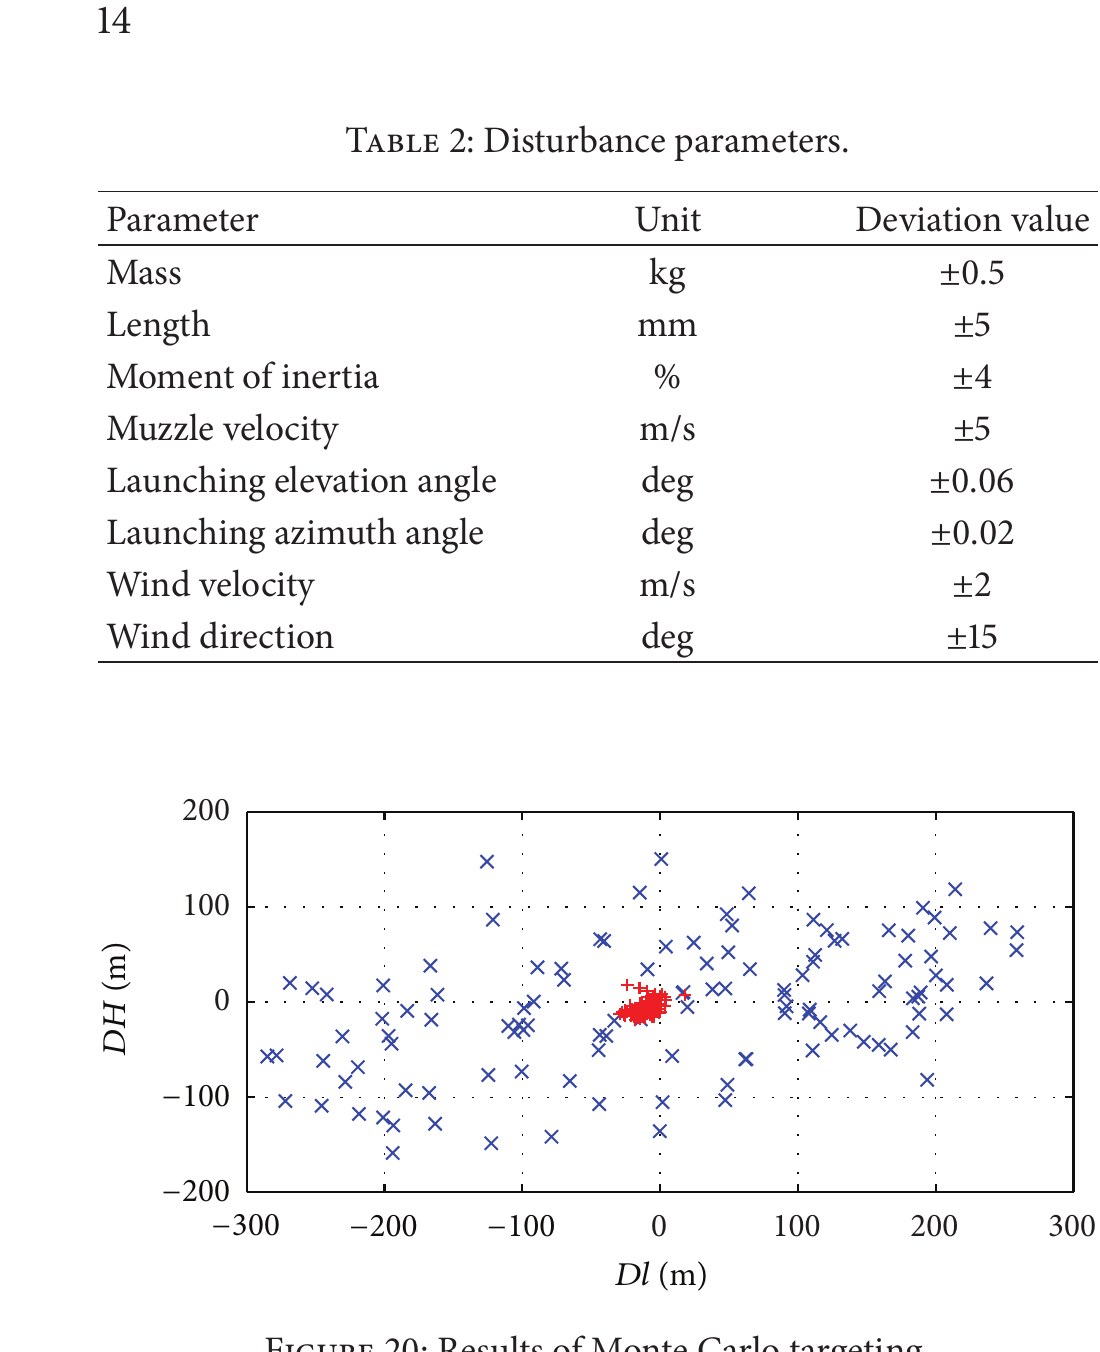 14
TABLE 2: Disturbance parameters.
Parameter Unit Deviation value
Mass kg ±0.5
Length mm ±5
Moment of inertia % ±4
Muzzle velocity m/s ±5
Launching elevation angle deg ±0.06
Launching azimuth angle deg ±0.02
Wind velocity m/s ±2
Wind direction deg ±15
200
100
0
−100
−200
DH (m)
−300 −200 −100 0 100 200 300
Dl (m)
FIGURE 20: Results of Monte Carlo targeting